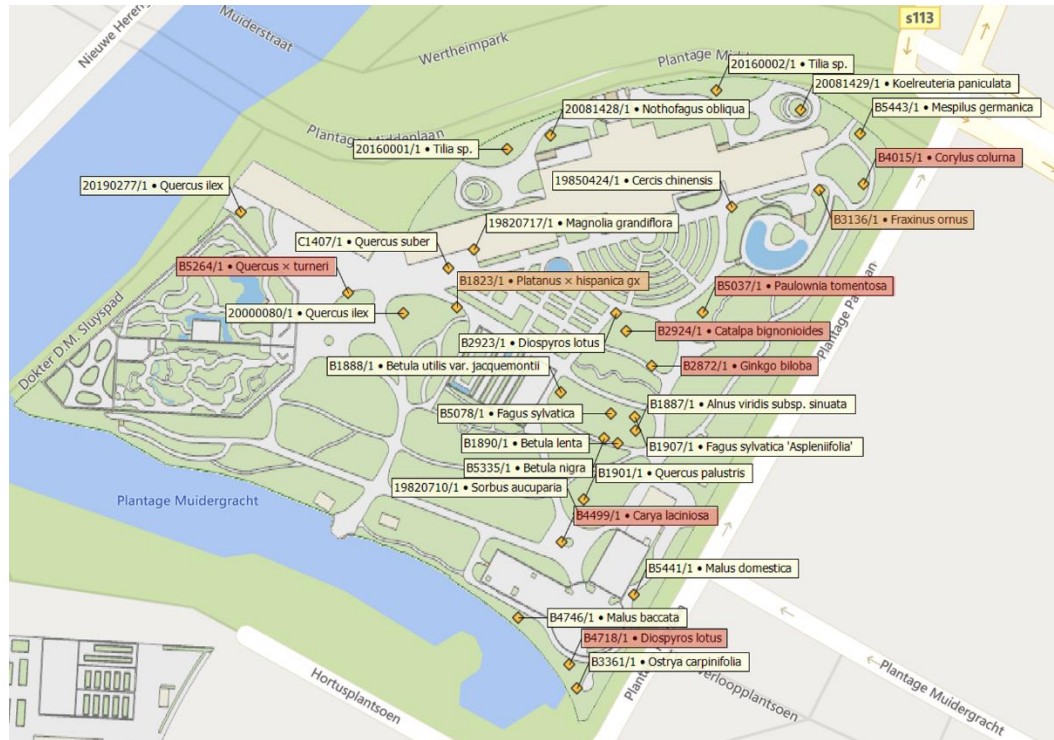 s113
Muiderstraat
Nieuwe Hereng
Wertheimpark
Plantage Mid
20160002/1 • Tilia sp.
20081429/1 • Koelreuteria paniculata
20081428/1 • Nothofagus obliqua
B5443/1 • Mespilus germanica
Plantage Middenlaan
20160001/1 • Tilia sp.
B4015/1 • Corylus colurna
20190277/1 • Quercus ilex
19850424/1 • Cercis chinensis
B3136/1 • Fraxinus ornus
19820717/1 • Magnolia grandiflora
C1407/1 • Quercus suber
B5264/1 • Quercus × turneri
B1823/1 • Platanus × hispanica gx
B5037/1 • Paulownia tomentosa
Plantage Pa
aan
20000080/1 • Quercus ilex
B2924/1 • Catalpa bignonioides
Dokter D.M. Sluyspad
B2923/1 • Diospyros lotus
B1888/1 • Betula utilis var. jacquemontii
B2872/1 • Ginkgo biloba
B5078/1 • Fagus sylvatica
B1887/1 • Alnus viridis subsp. sinuata
B1890/1 • Betula lenta
B1907/1 • Fagus sylvatica 'Aspleniifolia'
B5335/1 • Betula nigra
B1901/1 • Quercus palustris
19820710/1 • Sorbus aucuparia
Plantage Muidergracht
B4499/1 • Carya laciniosa
B5441/1 • Malus domestica
B4746/1 • Malus baccata
B4718/1 • Diospyros lotus
B3361/1 • Ostrya carpinifolia
Hortusplantsoen
erloopplantsoen
Plantage Muidergracht